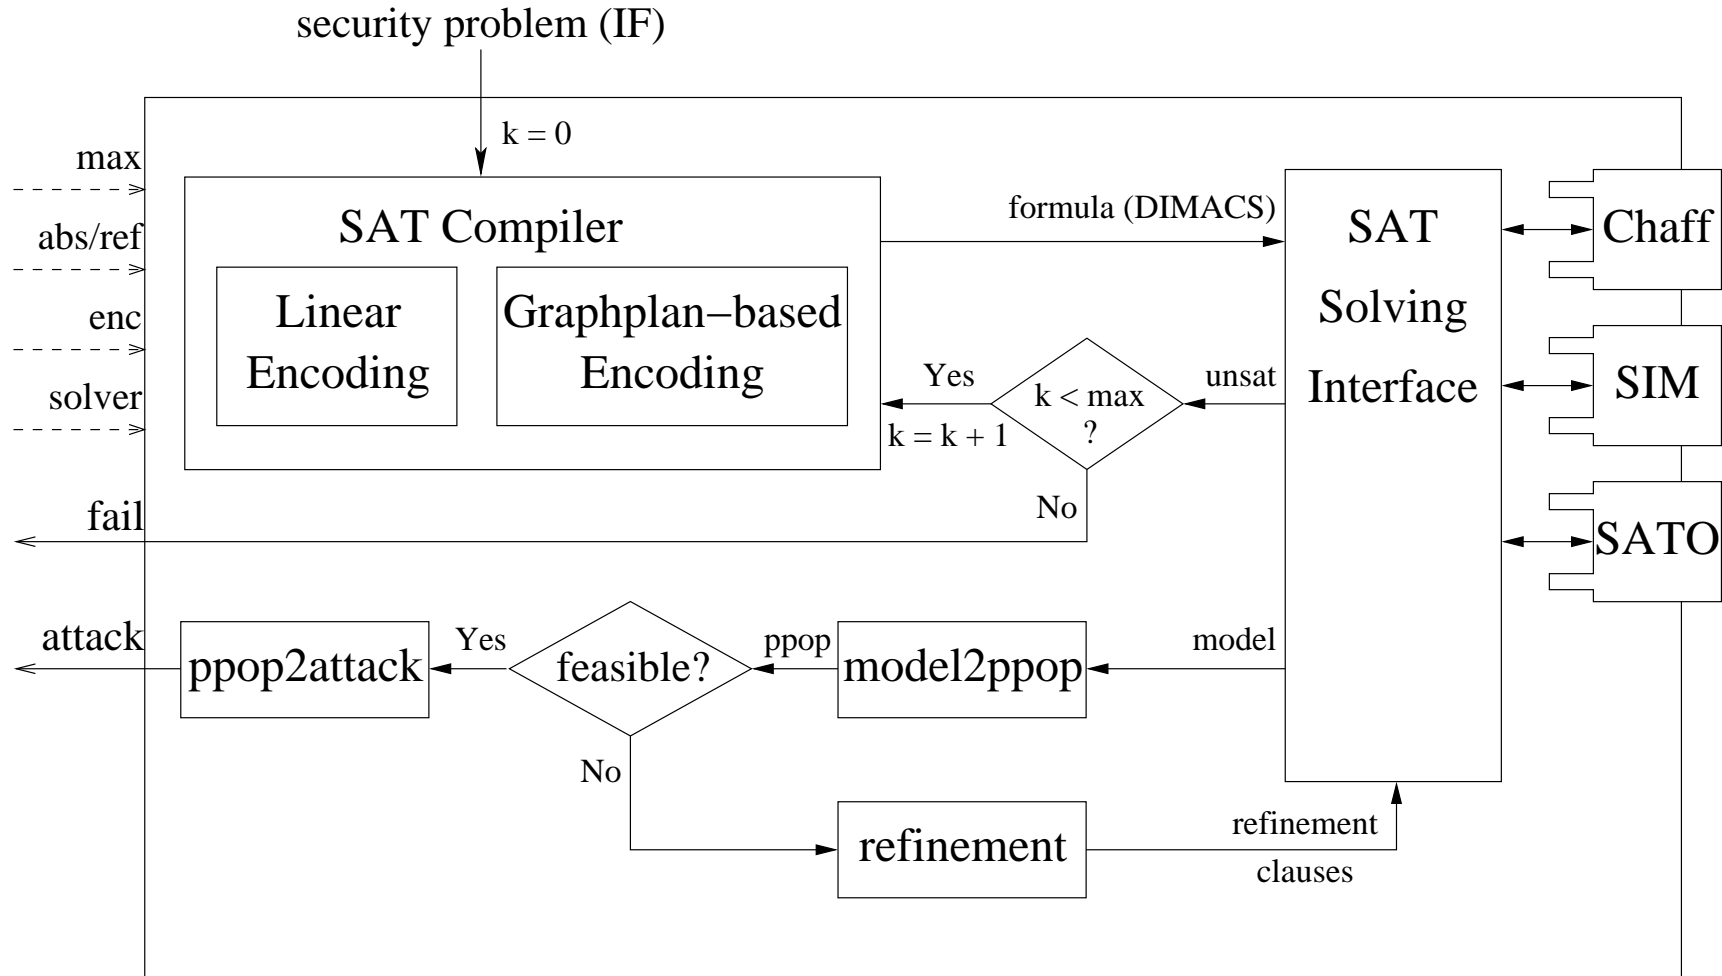 security problem (IF)
k = 0
max
abs/ref
enc
solver
fail
attack
SAT Compiler
Linear
Encoding
Graphplan−based
Encoding
formula (DIMACS)
SAT
Solving
Interface
Chaff
SIM
SATO
unsat
k < max
?
Yes
k = k + 1
No
model
model2ppop
ppop
feasible?
Yes
ppop2attack
No
refinement
refinement
clauses